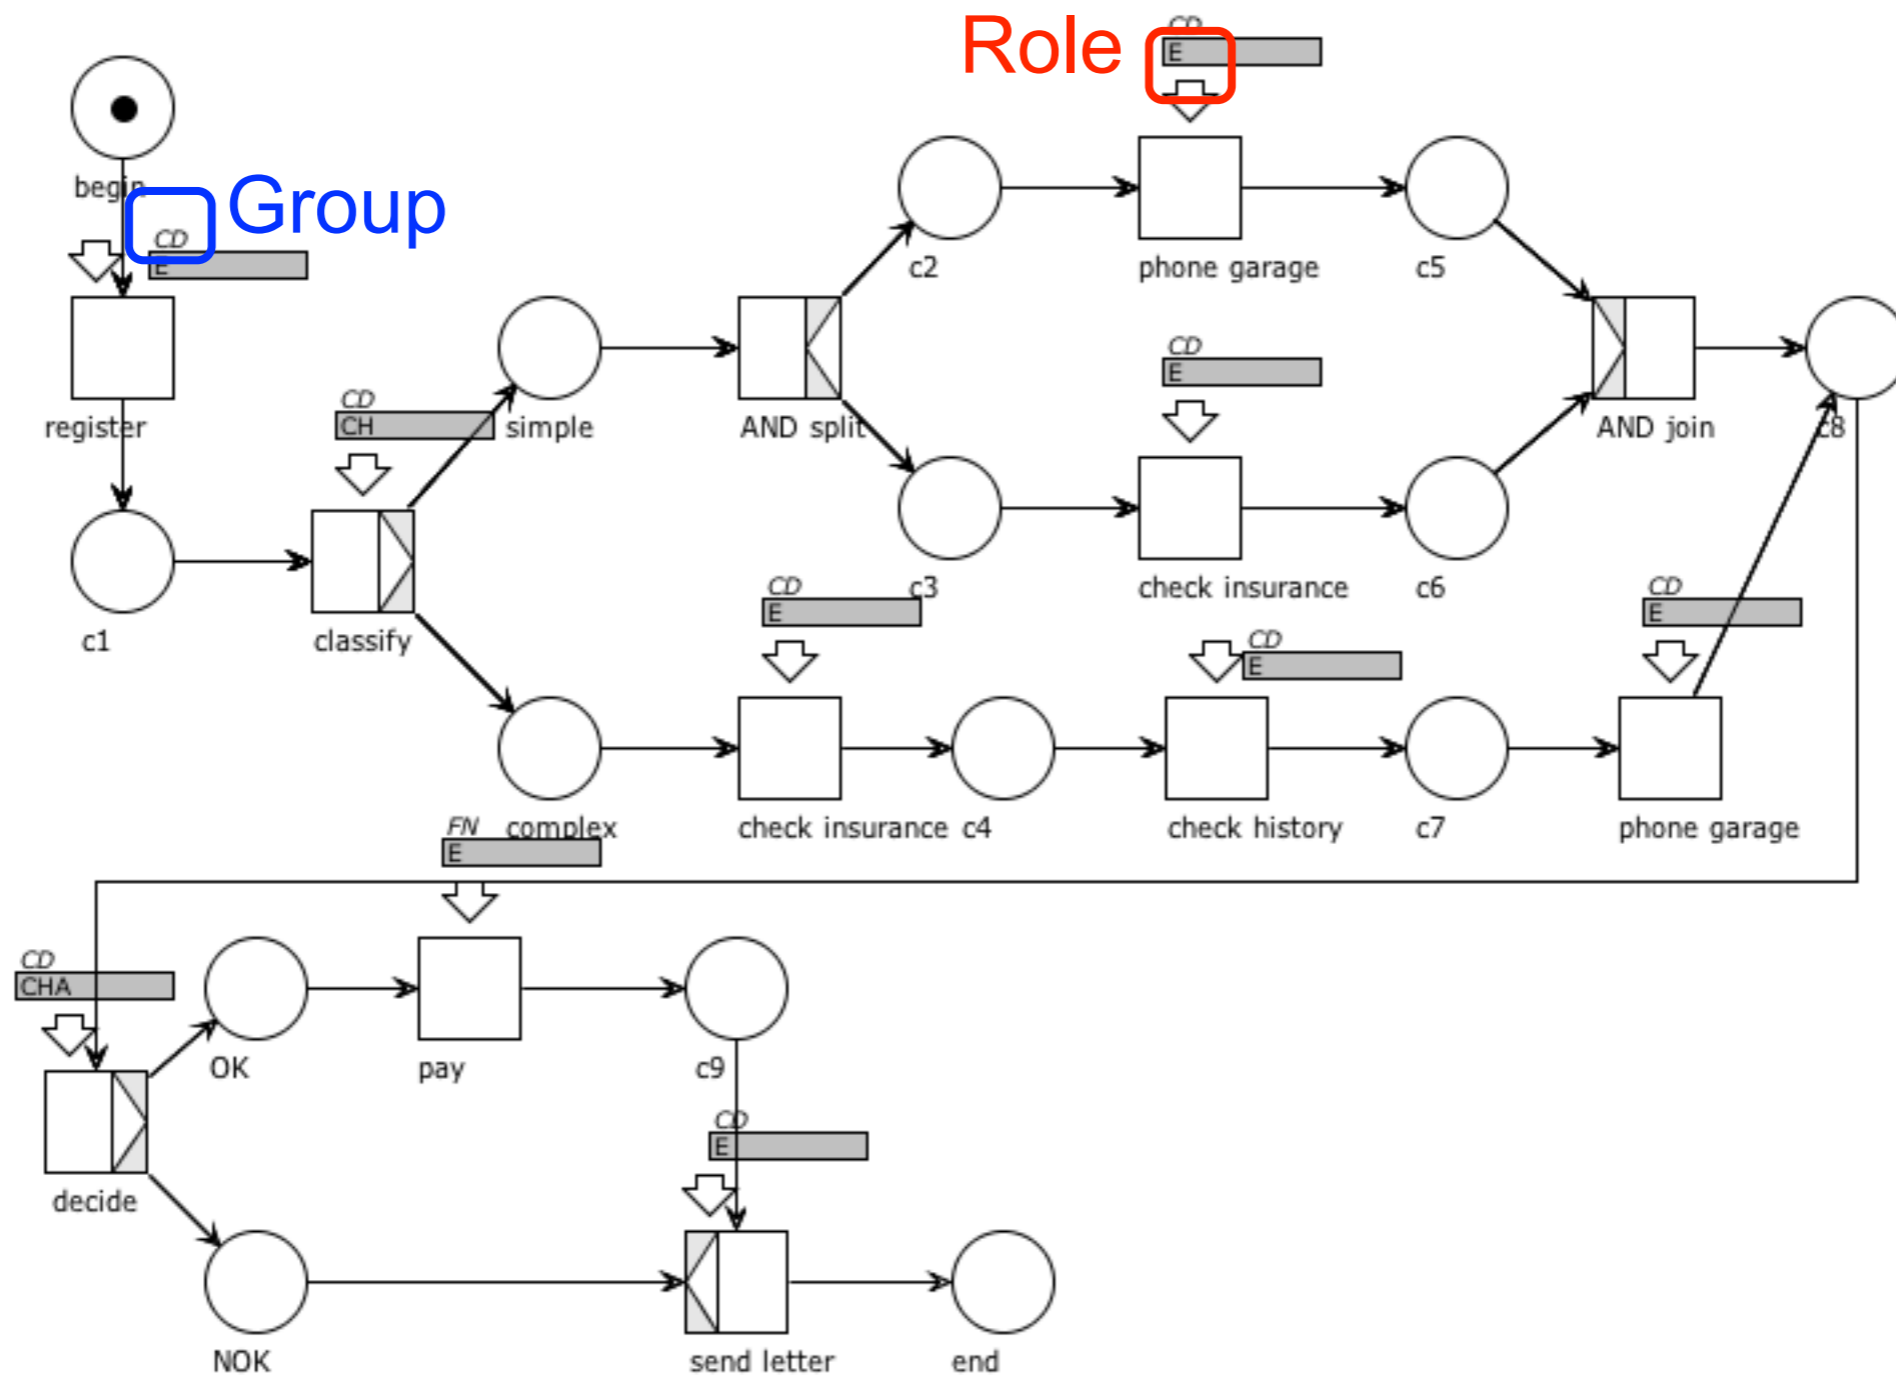 Role
CD
E
begin
Group
CD
E
c2
phone garage
c5
CD
E
CD
CH
register
simple
AND split
AND join
c8
c3
check insurance
c6
CD
E
CD
E
c1
classify
CD
E
FN
E
complex
check insurance
c4
check history
c7
phone garage
CD
CHA
OK
pay
c9
CD
E
decide
NOK
send letter
end